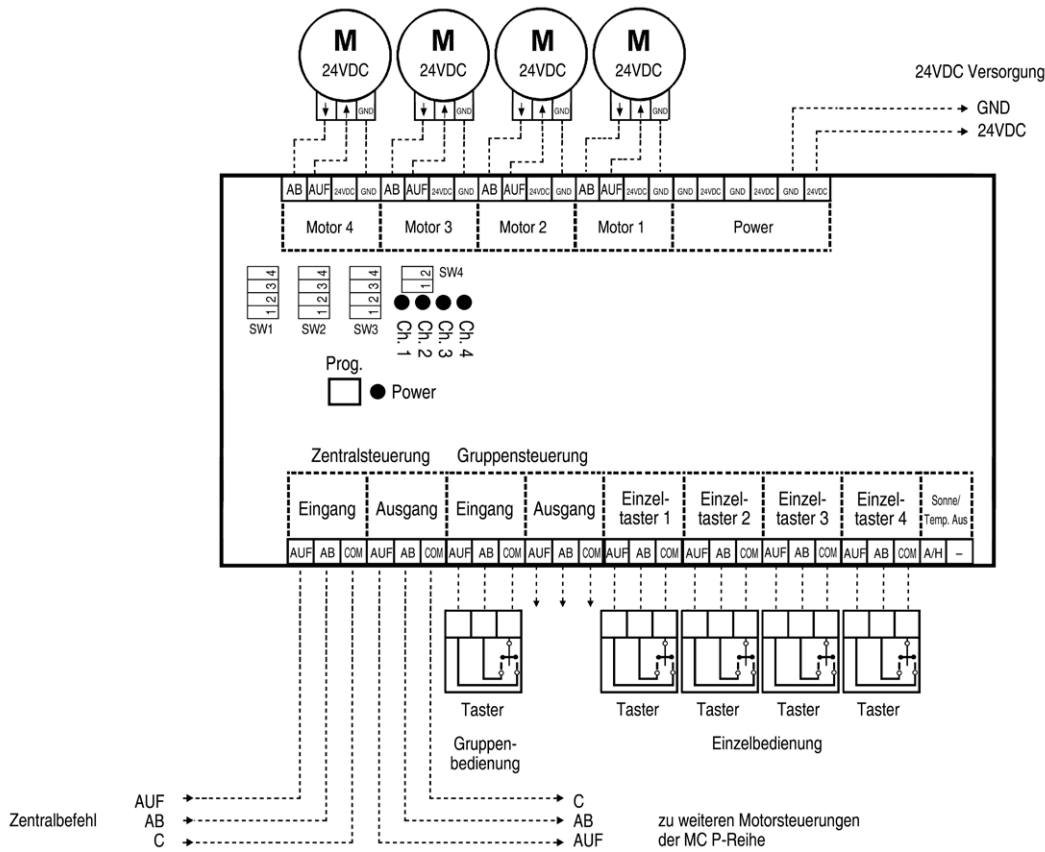 M M M M
24VDC 24VDC 24VDC 24VDC
GND GND GND GND
24VDC Versorgung
GND
24VDC
AB AUF 24VDC GND AB AUF 24VDC GND AB AUF 24VDC GND AB AUF 24VDC GND GND 24VDC GND 24VDC GND 24VDC
Motor 4 Motor 3 Motor 2 Motor 1 Power
1 2 3 4 1 2 3 4 1 2 3 4 1 2 SW4
SW1 SW2 SW3 Ch. 1 Ch. 2 Ch. 3 Ch. 4
Prog.
Power
Zentralsteuerung Gruppensteuerung
Eingang Ausgang Eingang Ausgang
Einzel-
taster 1
Einzel-
taster 2
Einzel-
taster 3
Einzel-
taster 4
Sonne/
Temp. Aus
AUF AB COM AUF AB COM AUF AB COM AUF AB COM AUF AB COM AUF AB COM AUF AB COM AUF AB COM A/H –
Taster Taster Taster Taster Taster
Gruppen-
bedienung
Einzelbedienung
Zentralbefehl
AUF
AB
C
C
AB
AUF
zu weiteren Motorsteuerungen
der MC P-Reihe